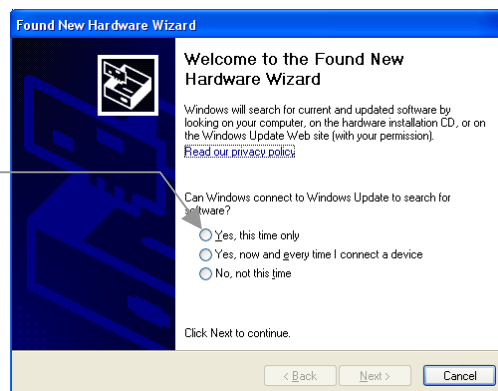 Found New Hardware Wizard
Welcome to the Found New
Hardware Wizard
Windows will search for current and updated software by
looking on your computer, on the hardware installation CD, or on
the Windows Update Web site (with your permission).
Read our privacy policy
Can Windows connect to Windows Update to search for
software?
Yes, this time only
Yes, now and every time I connect a device
No, not this time
Click Next to continue.
< Back
Next >
Cancel